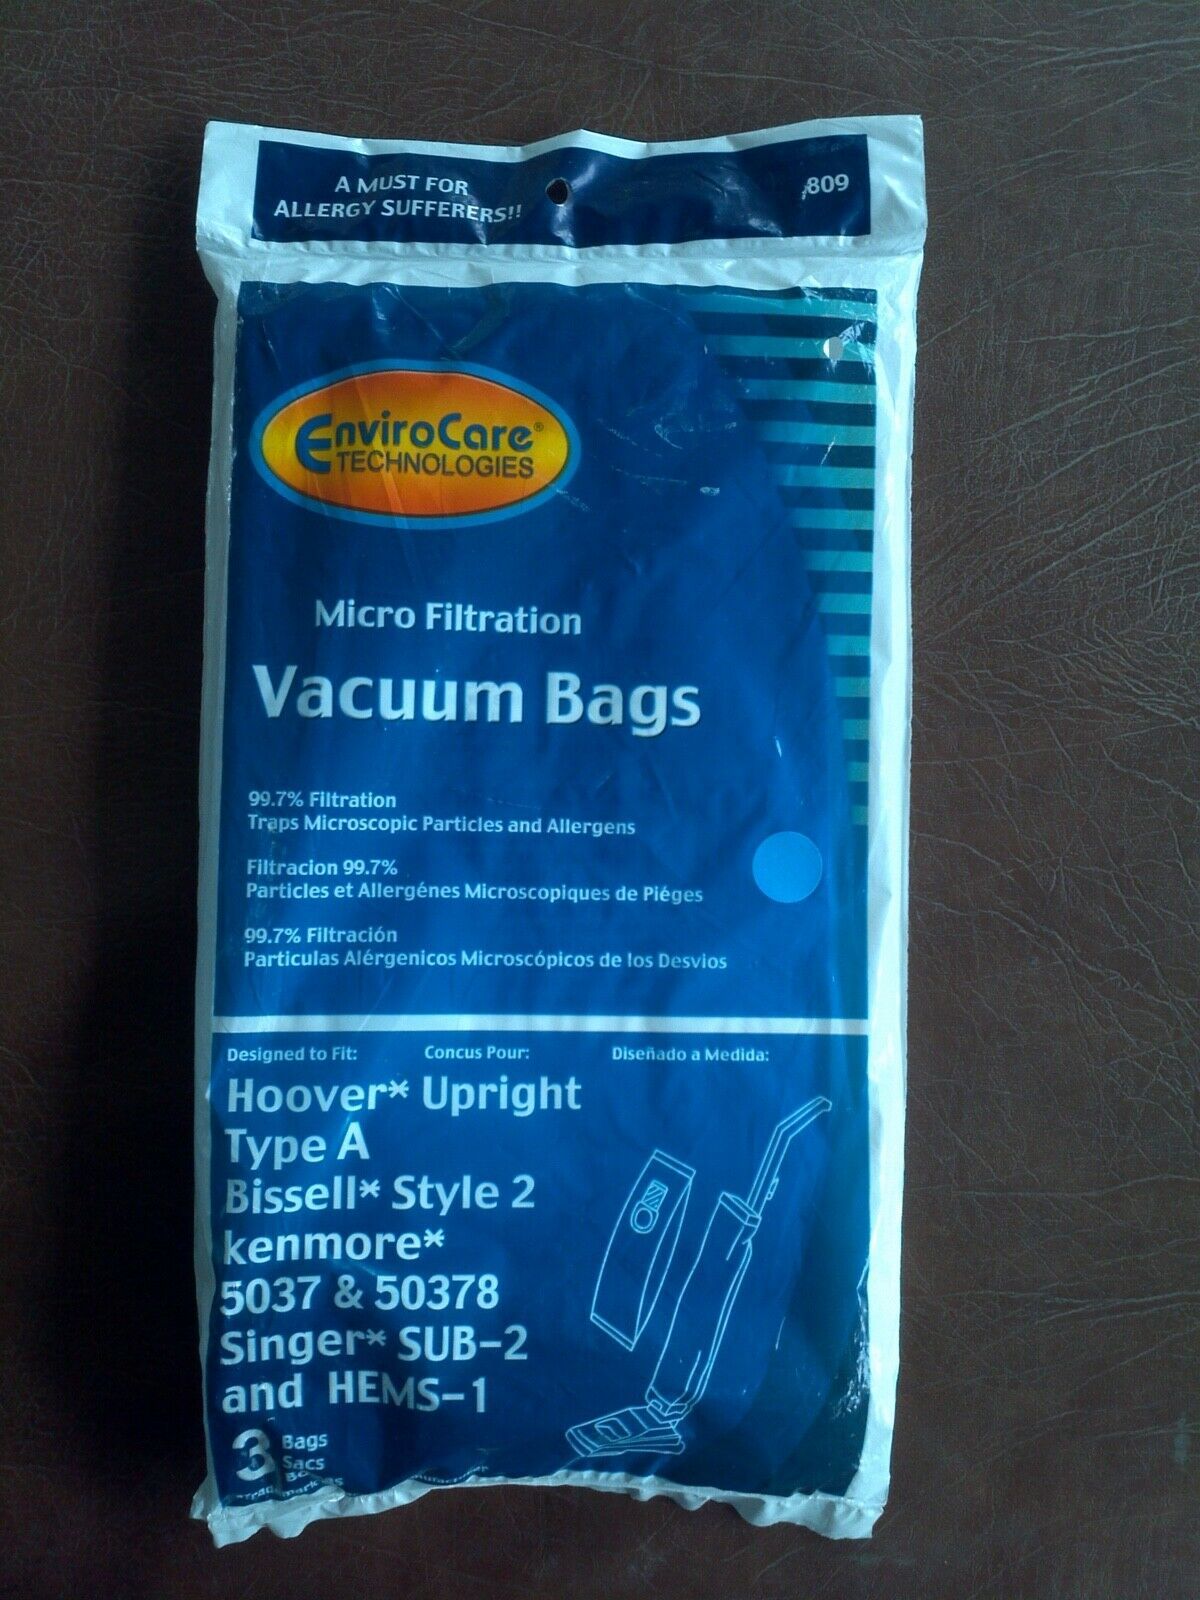 A MUST FOR
ALLERGY SUFFERERS!!
809
EnviroCare®
TECHNOLOGIES
Micro Filtration
Vacuum Bags
99.7% Filtration
Traps Microscopic Particles and Allergens
Filtracion 99.7%
Particles et Allergénes Microscopiques de Piéges
99.7% Filtración
Particulas Alérgenicos Microscópicos de los Desvios
Designed to Fit: Concus Pour: Diseñado a Medida:
Hoover* Upright
Type A
Bissell* Style 2
kenmore*
5037 & 50378
Singer* SUB-2
and HEMS-1
3 Bags
Sacs